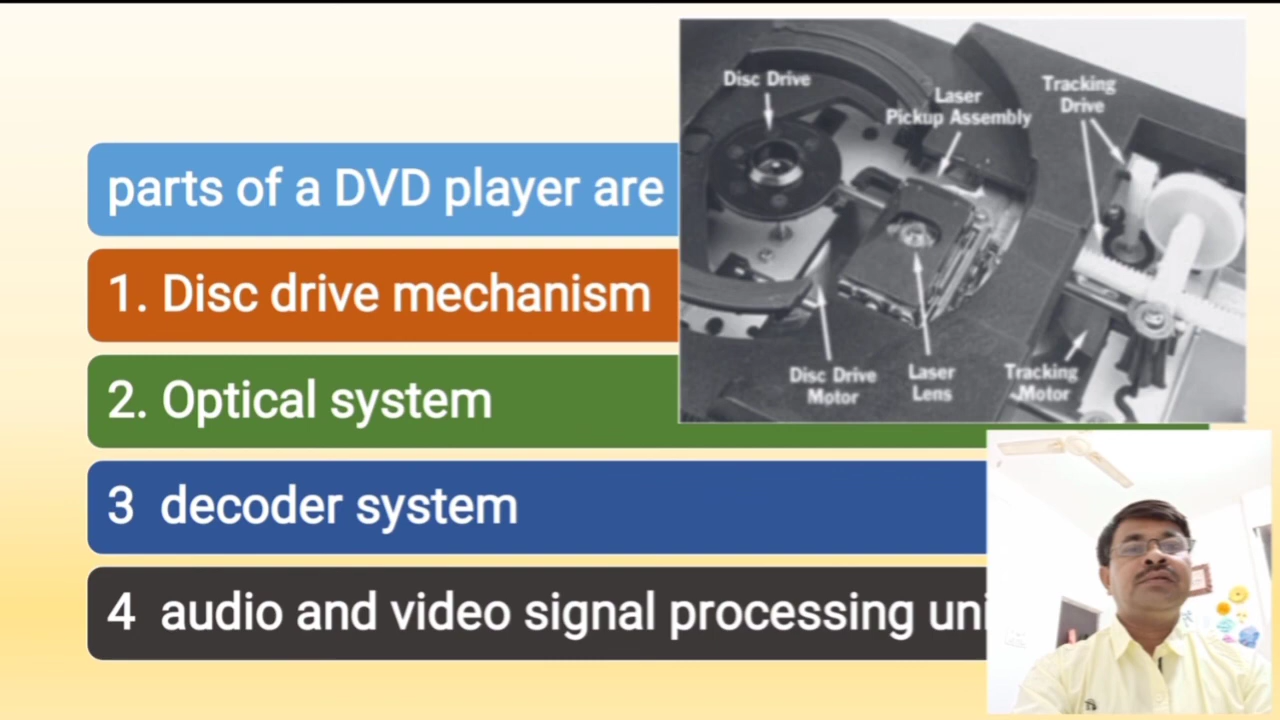 parts of a DVD player are
1. Disc drive mechanism
2. Optical system
3 decoder system
4 audio and video signal processing uni
Disc Drive
Laser
Pickup Assembly
Tracking
Drive
Disc Drive
Motor
Laser
Lens
Tracking
Motor